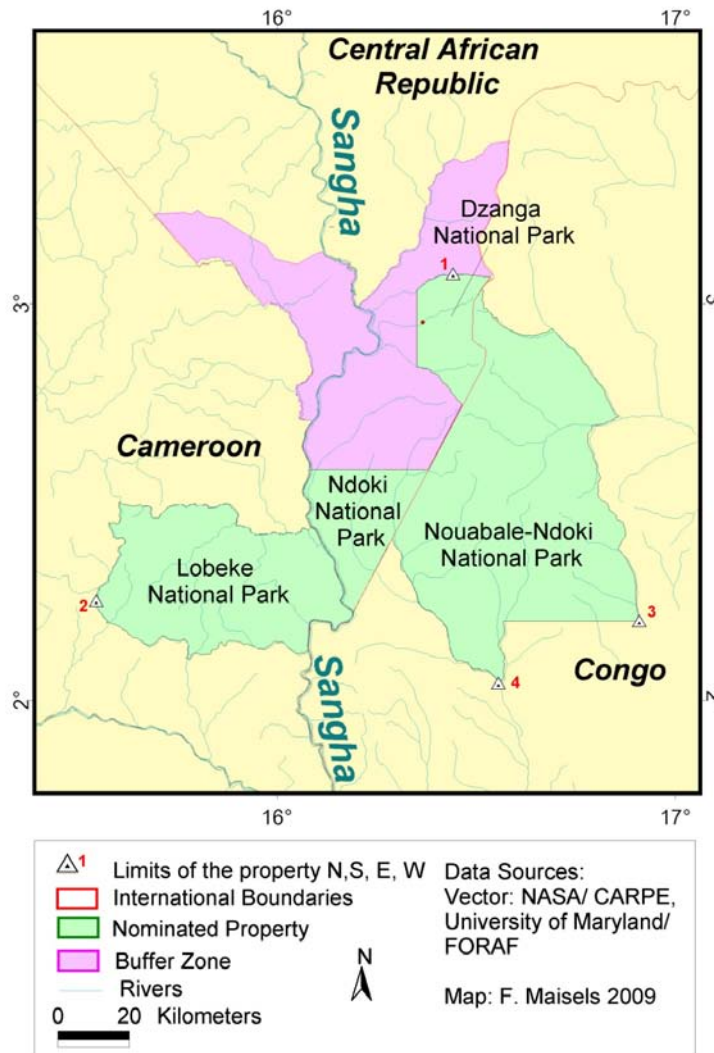 16°
17°
Central African
Republic
Sangha
Dzanga
National Park
1
3°
3
Cameroon
Ndoki
National
Park
Nouabale-Ndoki
National Park
Lobeke
National Park
2
3
4
Congo
Sangha
2°
2
16°
17°
1
Limits of the property N,S, E, W
International Boundaries
Nominated Property
Buffer Zone
Rivers
0 20 Kilometers
N
Data Sources:
Vector: NASA/ CARPE,
University of Maryland/
FORAF
Map: F. Maisels 2009